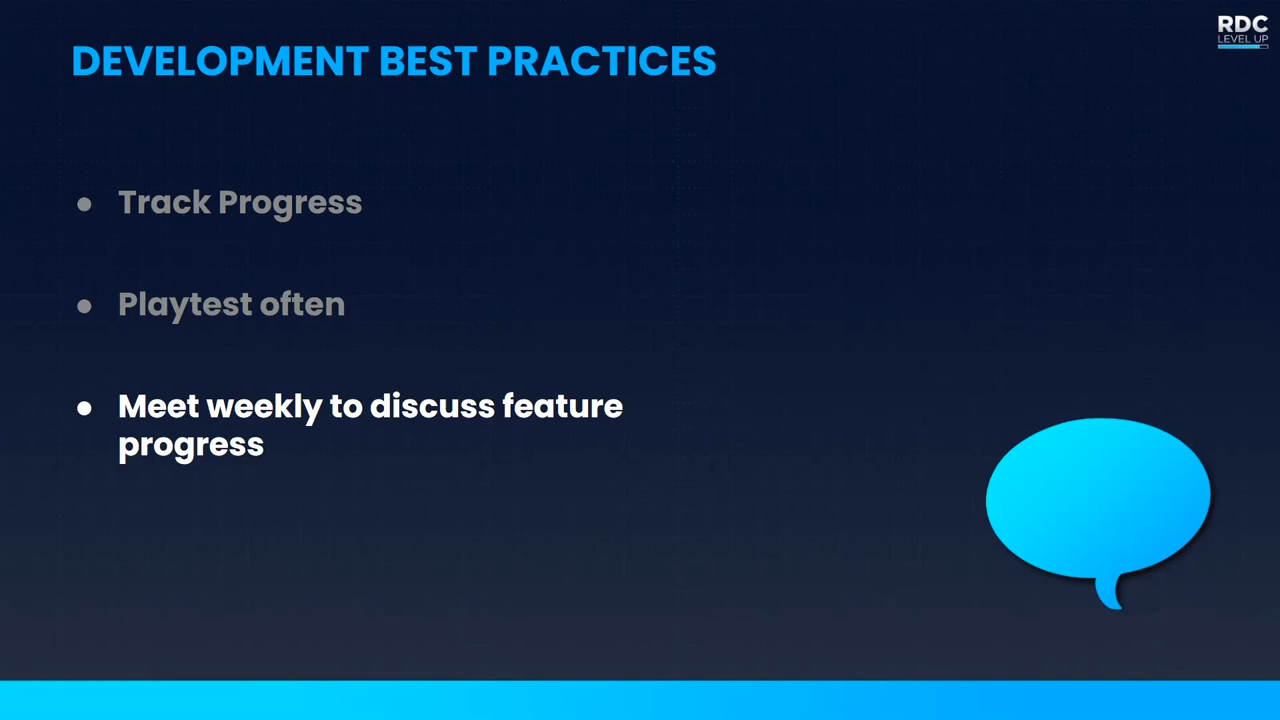 RDC
LEVEL UP
DEVELOPMENT BEST PRACTICES
● Track Progress
● Playtest often
● Meet weekly to discuss feature
progress